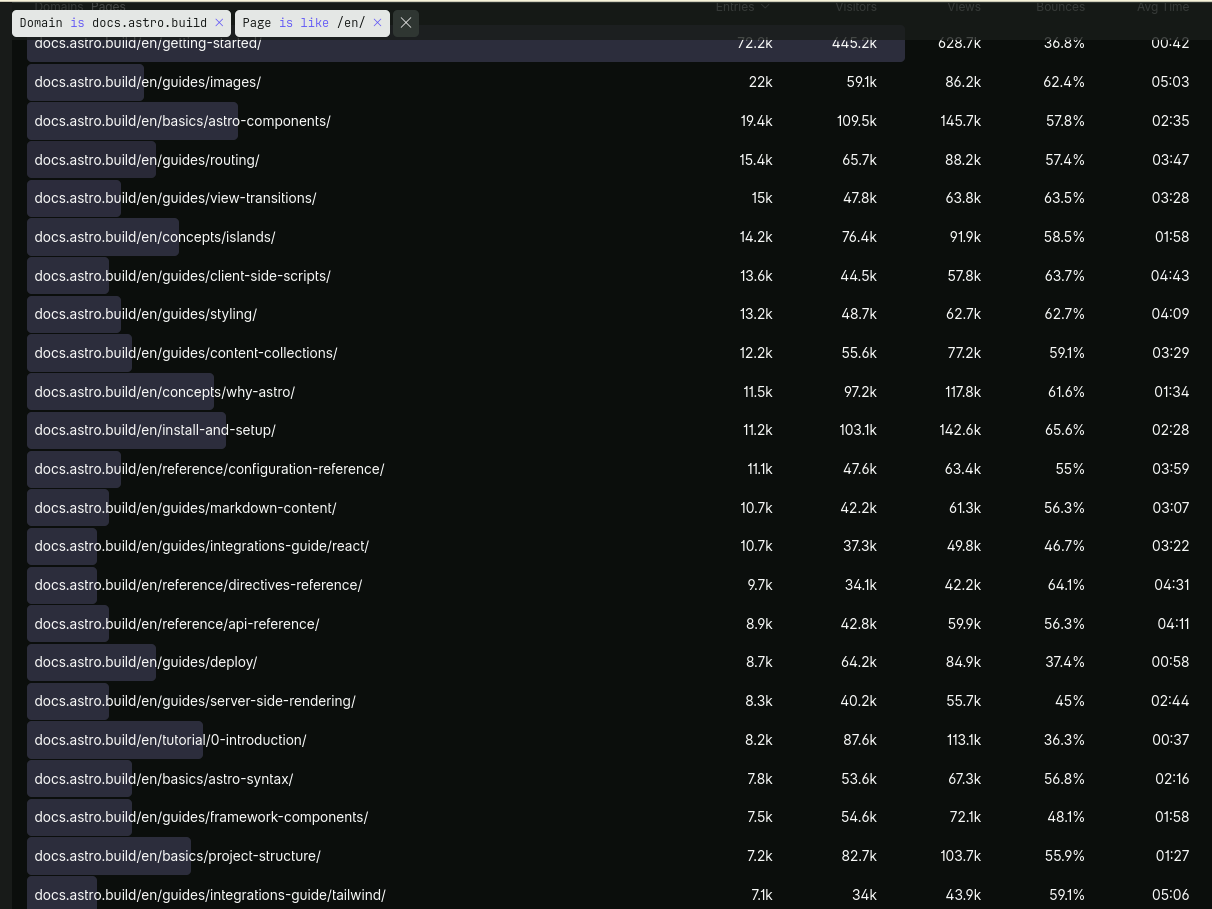 Domains Pages Entries Visitors Views Bounces Avg Time
Domain is docs.astro.build × Page is like /en/ × ×
docs.astro.build/en/getting-started/ 72.2k 445.2k 628.7k 36.8% 00:42
docs.astro.build/en/guides/images/ 22k 59.1k 86.2k 62.4% 05:03
docs.astro.build/en/basics/astro-components/ 19.4k 109.5k 145.7k 57.8% 02:35
docs.astro.build/en/guides/routing/ 15.4k 65.7k 88.2k 57.4% 03:47
docs.astro.build/en/guides/view-transitions/ 15k 47.8k 63.8k 63.5% 03:28
docs.astro.build/en/concepts/islands/ 14.2k 76.4k 91.9k 58.5% 01:58
docs.astro.build/en/guides/client-side-scripts/ 13.6k 44.5k 57.8k 63.7% 04:43
docs.astro.build/en/guides/styling/ 13.2k 48.7k 62.7k 62.7% 04:09
docs.astro.build/en/guides/content-collections/ 12.2k 55.6k 77.2k 59.1% 03:29
docs.astro.build/en/concepts/why-astro/ 11.5k 97.2k 117.8k 61.6% 01:34
docs.astro.build/en/install-and-setup/ 11.2k 103.1k 142.6k 65.6% 02:28
docs.astro.build/en/reference/configuration-reference/ 11.1k 47.6k 63.4k 55% 03:59
docs.astro.build/en/guides/markdown-content/ 10.7k 42.2k 61.3k 56.3% 03:07
docs.astro.build/en/guides/integrations-guide/react/ 10.7k 37.3k 49.8k 46.7% 03:22
docs.astro.build/en/reference/directives-reference/ 9.7k 34.1k 42.2k 64.1% 04:31
docs.astro.build/en/reference/api-reference/ 8.9k 42.8k 59.9k 56.3% 04:11
docs.astro.build/en/guides/deploy/ 8.7k 64.2k 84.9k 37.4% 00:58
docs.astro.build/en/guides/server-side-rendering/ 8.3k 40.2k 55.7k 45% 02:44
docs.astro.build/en/tutorial/0-introduction/ 8.2k 87.6k 113.1k 36.3% 00:37
docs.astro.build/en/basics/astro-syntax/ 7.8k 53.6k 67.3k 56.8% 02:16
docs.astro.build/en/guides/framework-components/ 7.5k 54.6k 72.1k 48.1% 01:58
docs.astro.build/en/basics/project-structure/ 7.2k 82.7k 103.7k 55.9% 01:27
docs.astro.build/en/guides/integrations-guide/tailwind/ 7.1k 34k 43.9k 59.1% 05:06